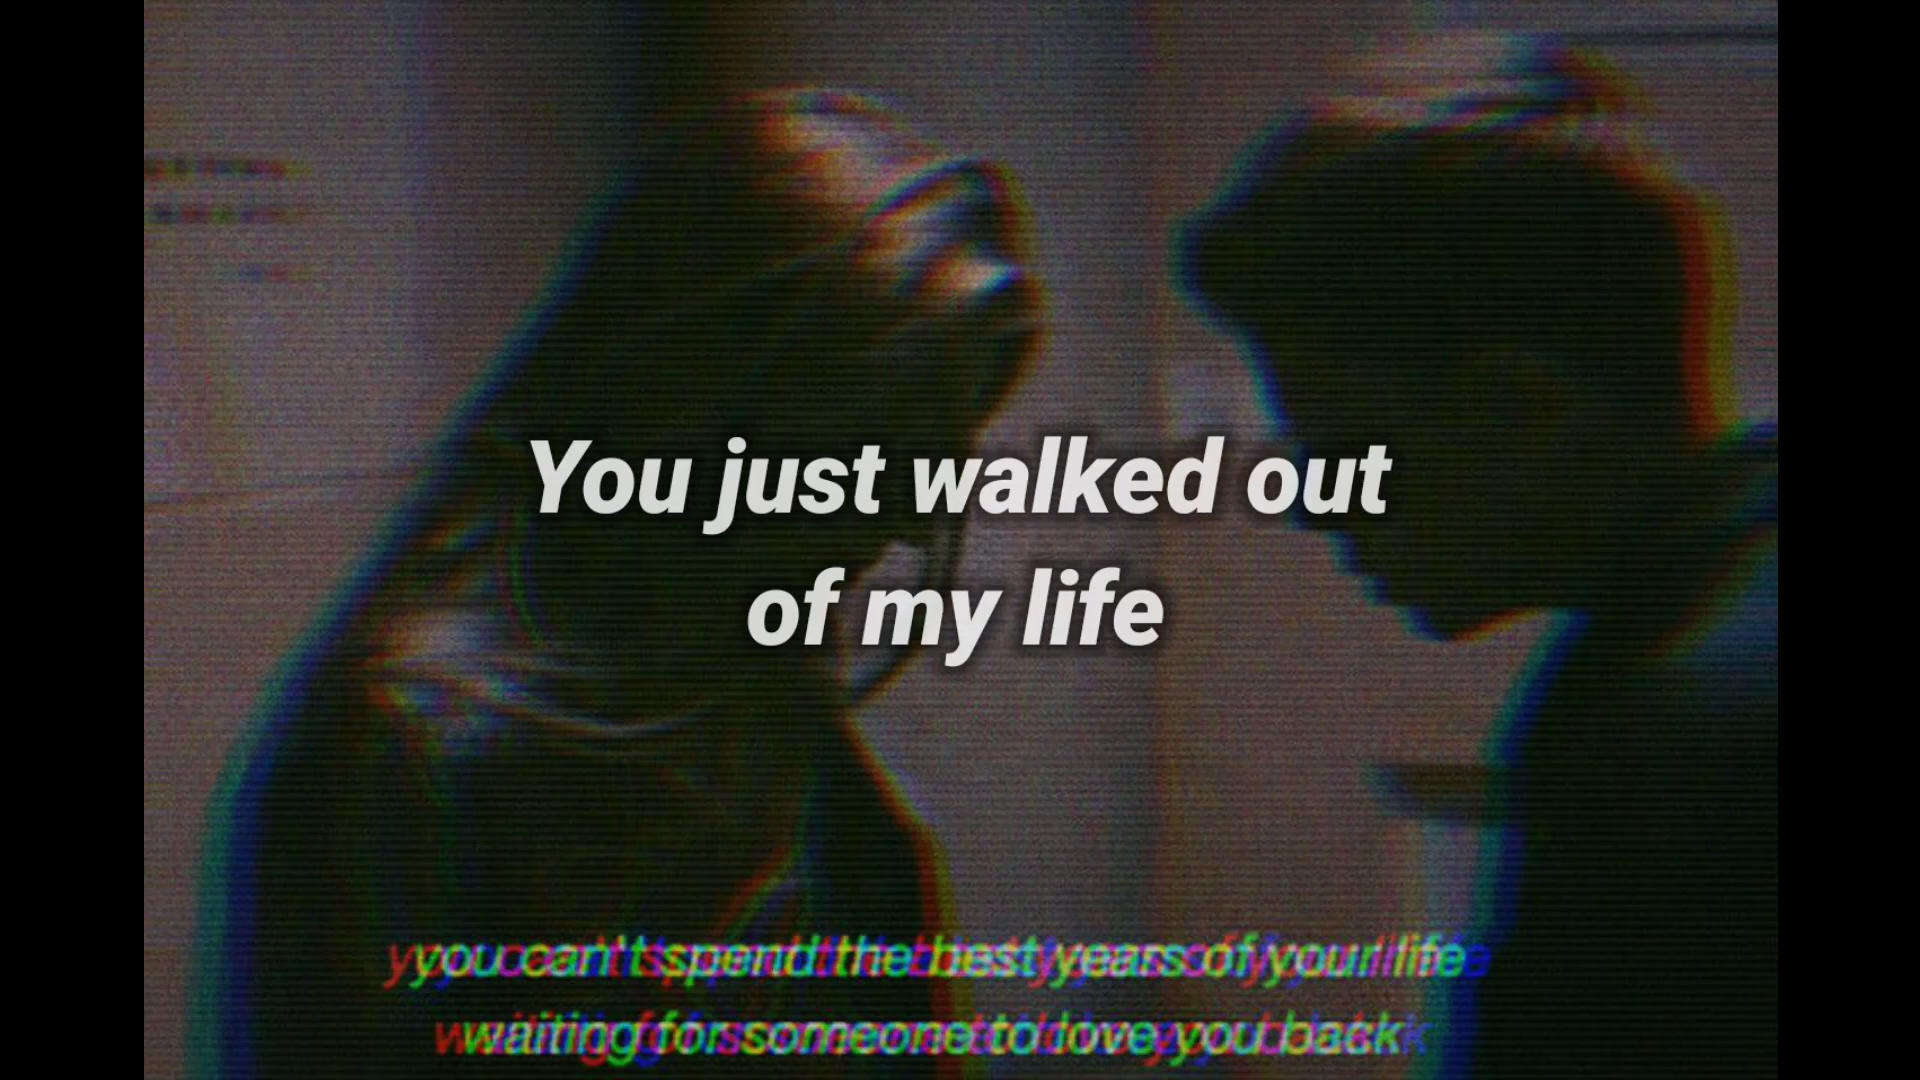 You just walked out
of my life
you can't spend the best years of your life
waiting for someone to love you back